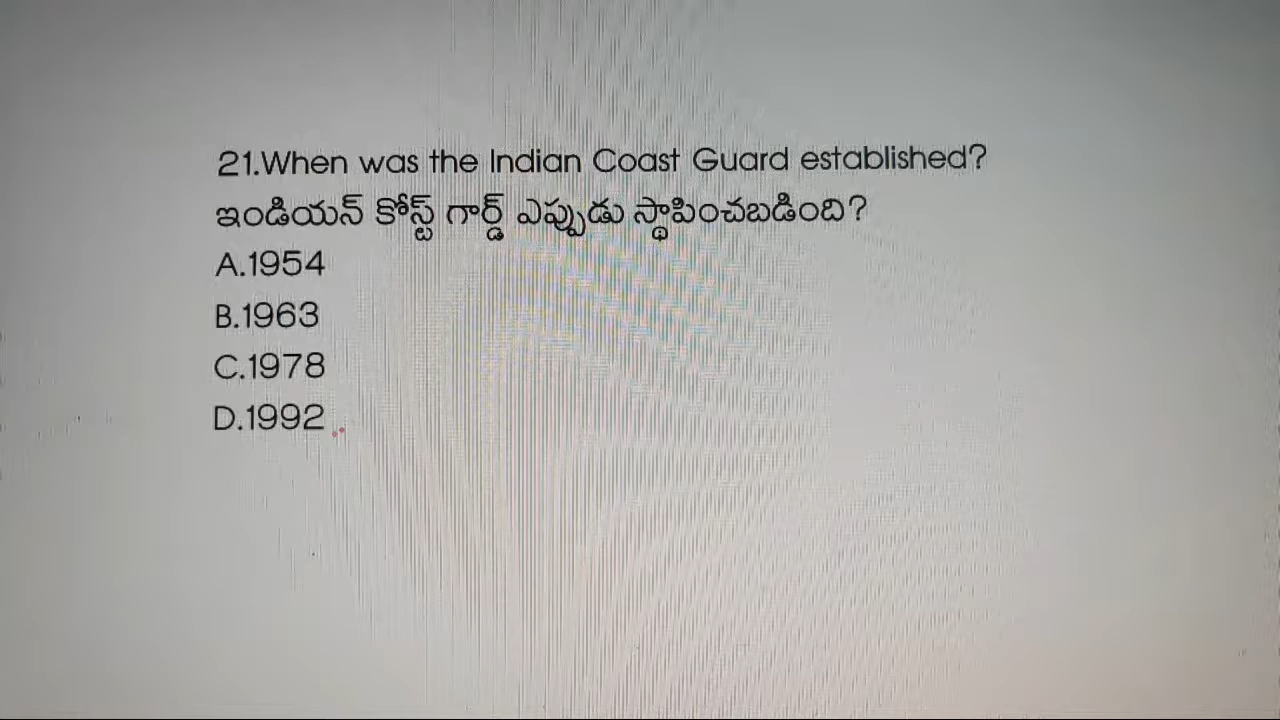 21.When was the Indian Coast Guard established?
ఇండియన్ కోస్ట్ గార్డ్ ఎప్పుడు స్థాపించబడింది?
A.1954
B.1963
C.1978
D.1992